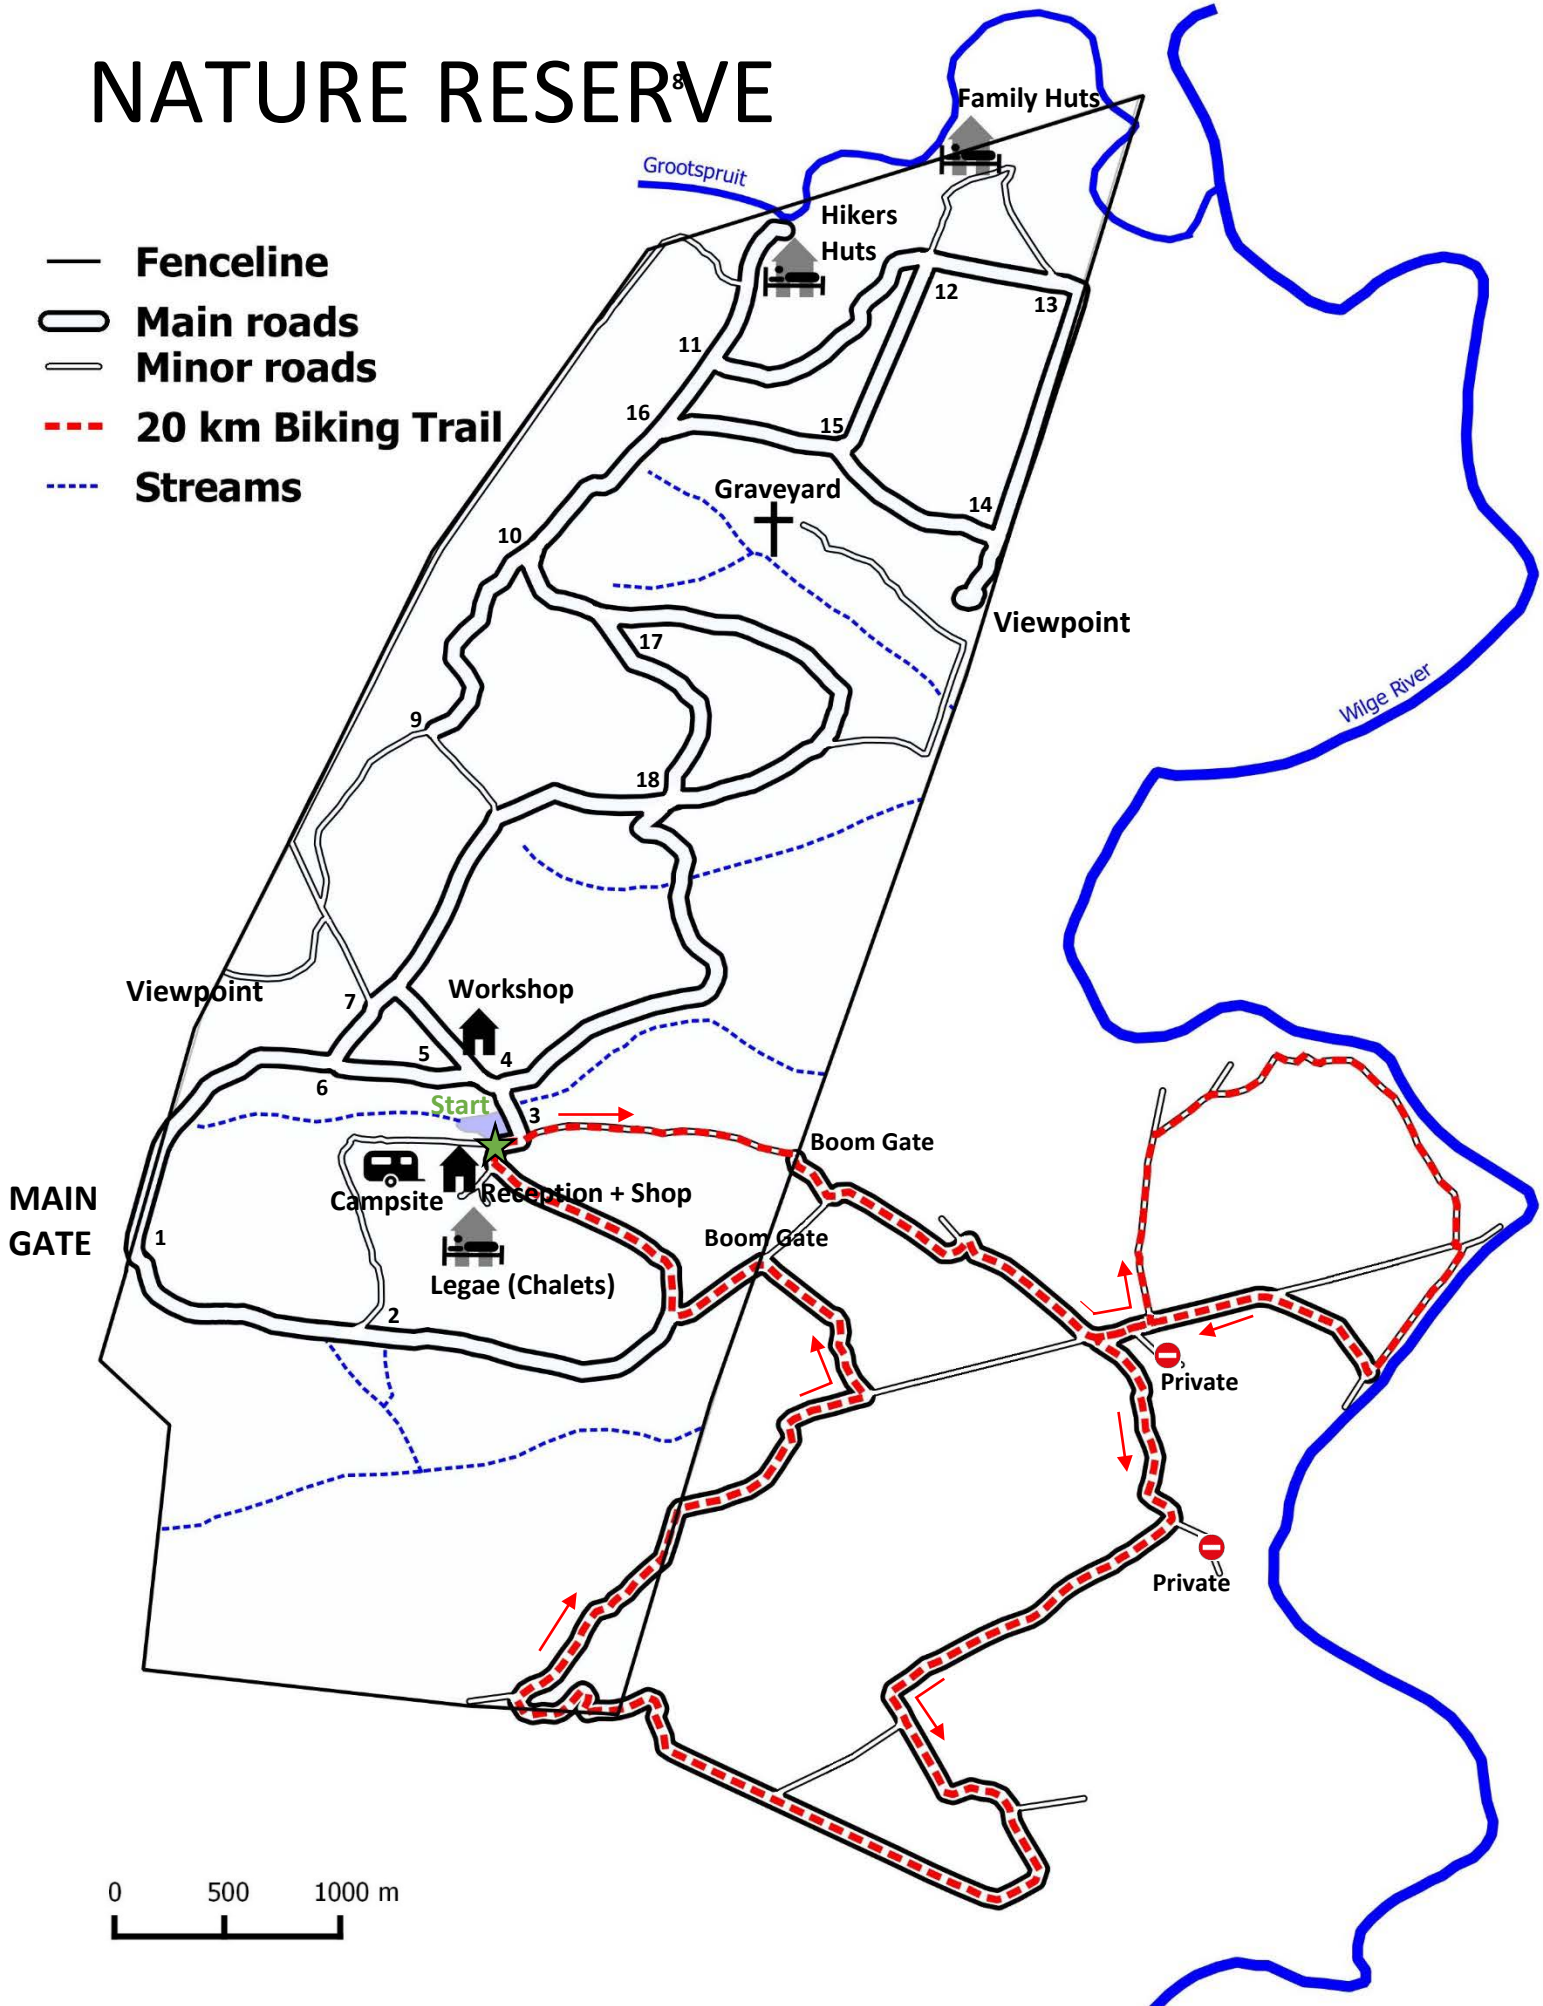 NATURE RESERVE
8
Family Huts
Grootspruit
Hikers
Huts
Fenceline
Main roads
Minor roads
20 km Biking Trail
Streams
12
13
11
16
15
Graveyard
14
10
Viewpoint
17
Wilge River
9
18
Viewpoint
7
Workshop
5
4
6
Start
3
Boom Gate
MAIN
GATE
Campsite
Reception + Shop
1
Boom Gate
Legae (Chalets)
2
Private
Private
0 500 1000 m